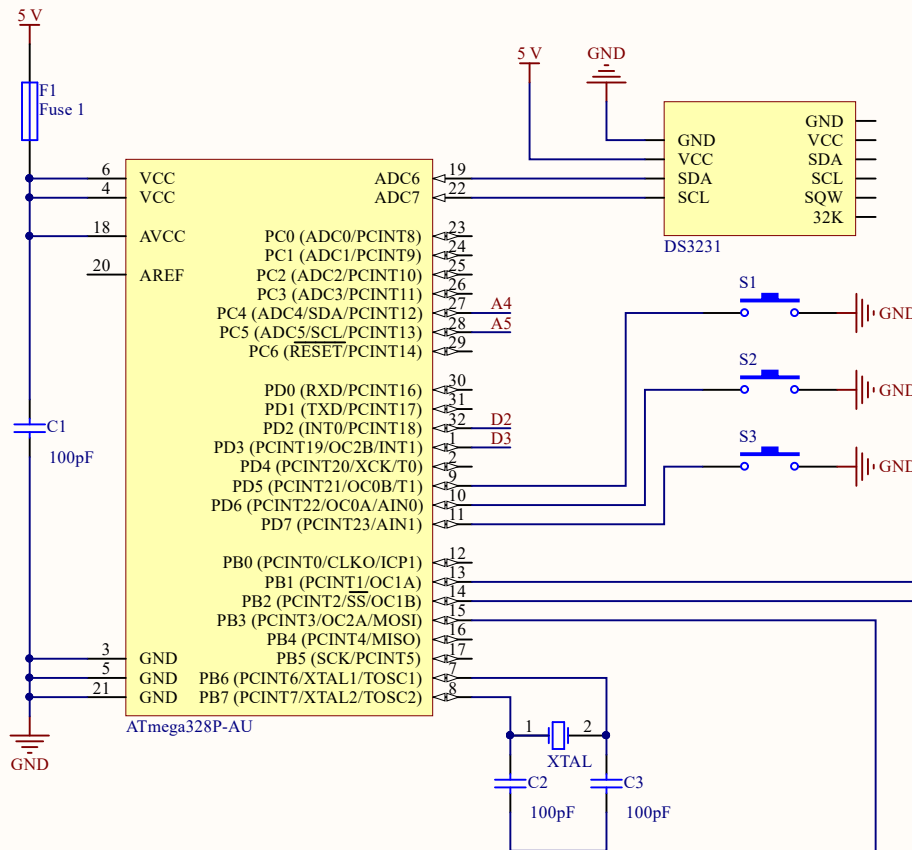 5 V
F1
Fuse 1
5 V
GND
GND
VCC
SDA
SCL
GND
VCC
SDA
SCL
SQW
32K
DS3231
6
4
18
20
VCC
VCC
AVCC
AREF
ADC6
19
ADC7
22
PC0 (ADC0/PCINT8)
23
PC1 (ADC1/PCINT9)
24
PC2 (ADC2/PCINT10)
25
PC3 (ADC3/PCINT11)
26
PC4 (ADC4/SDA/PCINT12)
27
A4
PC5 (ADC5/SCL/PCINT13)
28
A5
PC6 (RESET/PCINT14)
29
PD0 (RXD/PCINT16)
30
PD1 (TXD/PCINT17)
31
PD2 (INT0/PCINT18)
32
D2
PD3 (PCINT19/OC2B/INT1)
1
D3
PD4 (PCINT20/XCK/T0)
2
PD5 (PCINT21/OC0B/T1)
9
PD6 (PCINT22/OC0A/AIN0)
10
PD7 (PCINT23/AIN1)
11
PB0 (PCINT0/CLKO/ICP1)
12
PB1 (PCINT1/OC1A)
13
PB2 (PCINT2/SS/OC1B)
14
PB3 (PCINT3/OC2A/MOSI)
15
PB4 (PCINT4/MISO)
16
PB5 (SCK/PCINT5)
17
PB6 (PCINT6/XTAL1/TOSC1)
7
PB7 (PCINT7/XTAL2/TOSC2)
8
3
GND
5
GND
21
GND
ATmega328P-AU
C1
100pF
GND
S1
GND
S2
GND
S3
GND
1
2
XTAL
C2
100pF
C3
100pF